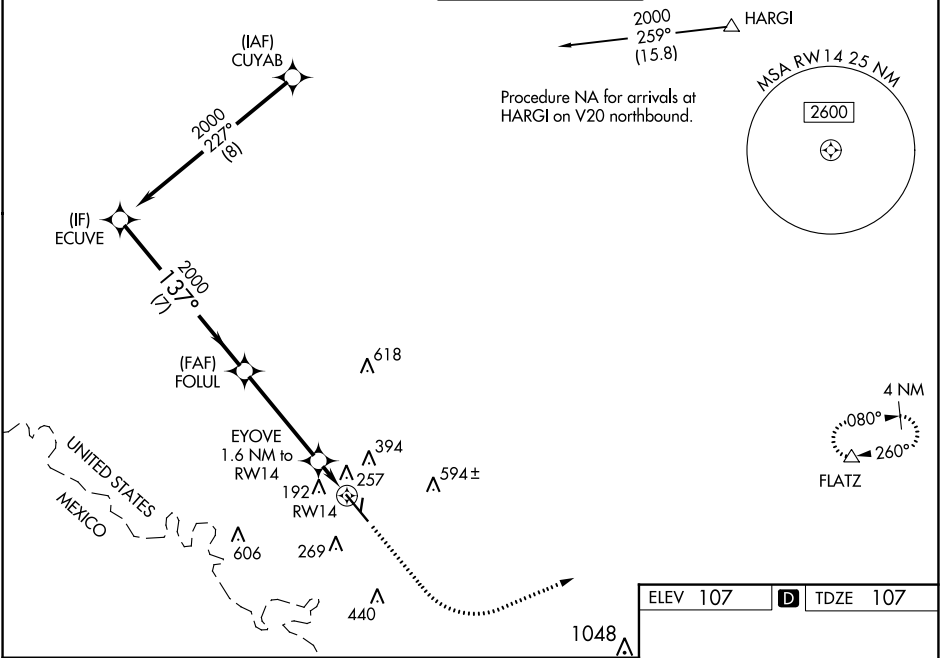 2000
259°
(15.8)
HARGI
(IAF)
CUYAB
MSA RW 14 25 NM
2600
Procedure NA for arrivals at
HARGI on V20 northbound.
2000
227°
(8)
(IF)
ECUVE
2000
137°
(7)
(FAF)
FOLUL
618
4 NM
080°
260°
FLATZ
EYOVE
1.6 NM to
RW14
394
257
594±
192
RW14
UNITED STATES
MEXICO
606
269
440
1048
ELEV 107 D TDZE 107